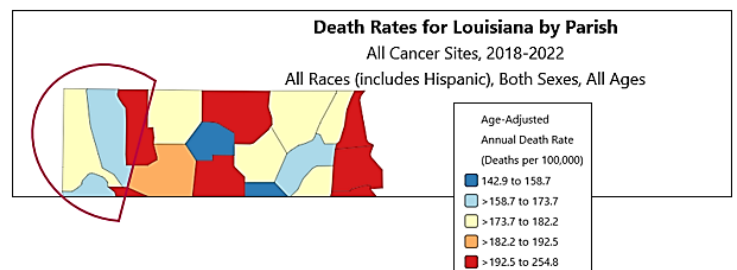 Death Rates for Louisiana by Parish
All Cancer Sites, 2018-2022
All Races (includes Hispanic), Both Sexes, All Ages
Age-Adjusted
Annual Death Rate
(Deaths per 100,000)
142.9 to 158.7
>158.7 to 173.7
>173.7 to 182.2
>182.2 to 192.5
>192.5 to 254.8